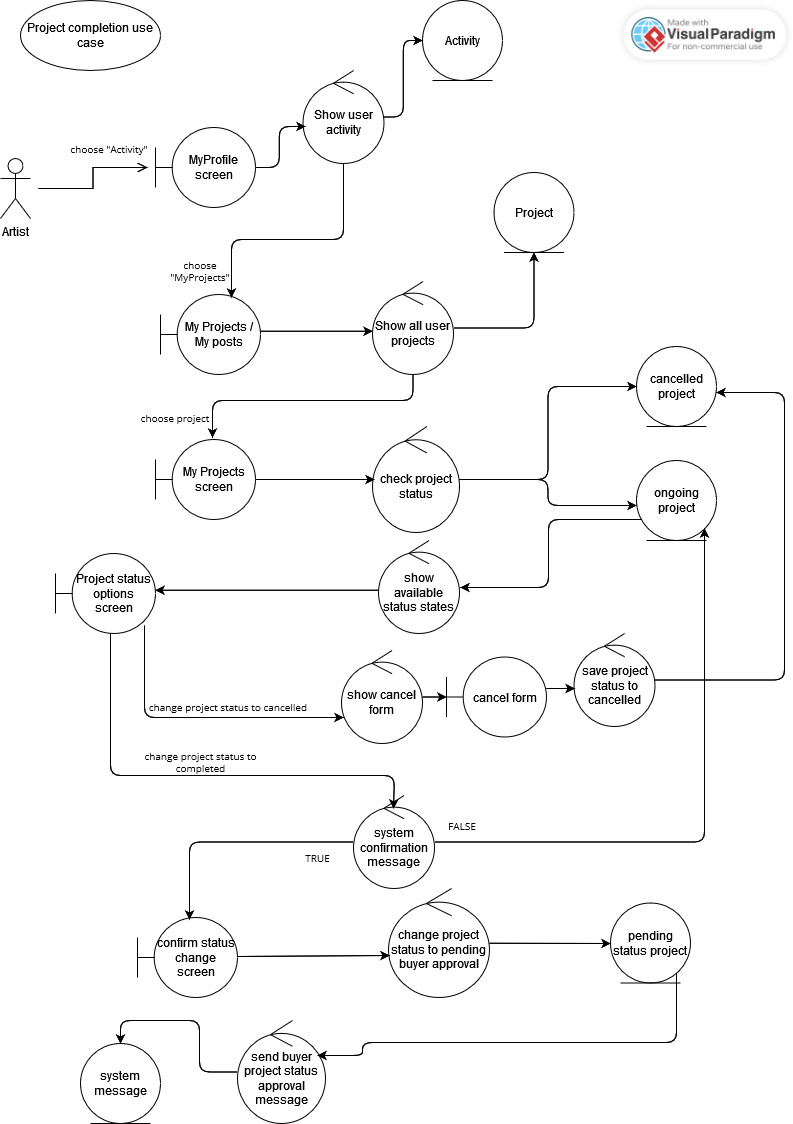 Project completion use
case
Made with
VisualParadigm
For non-commercial use
Activity
Show user
activity
choose "Activity"
MyProfile
screen
Artist
Project
choose
"MyProjects"
My Projects /
My posts
Show all user
projects
cancelled
project
choose project
My Projects
screen
check project
status
ongoing
project
Project status
options
screen
show
available
status states
show cancel
form
cancel form
save project
status to
cancelled
change project status to cancelled
change project status to
completed
system
confirmation
message
FALSE
TRUE
confirm status
change
screen
change project
status to pending
buyer approval
pending
status project
system
message
send buyer
project status
approval
message